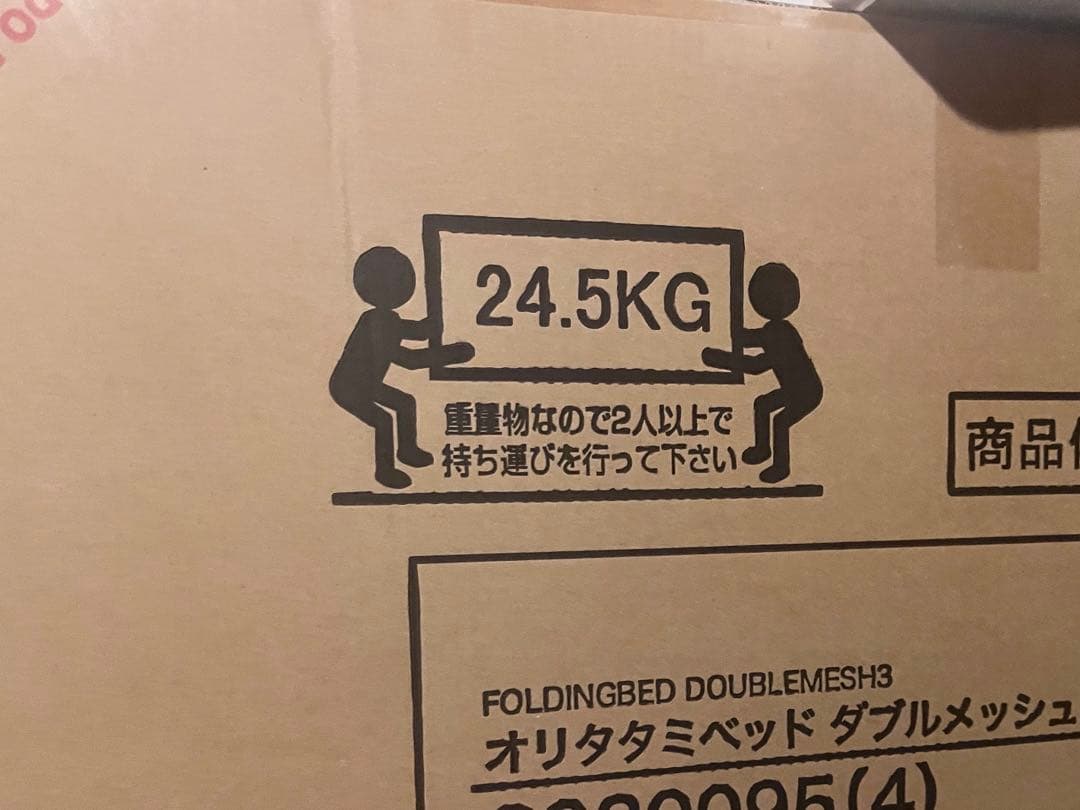 24.5KG
重量物なので2人以上で
持ち運びを行って下さい
商品
FOLDINGBED DOUBLEMESH3
オリタタミベッド ダブルメッシュ